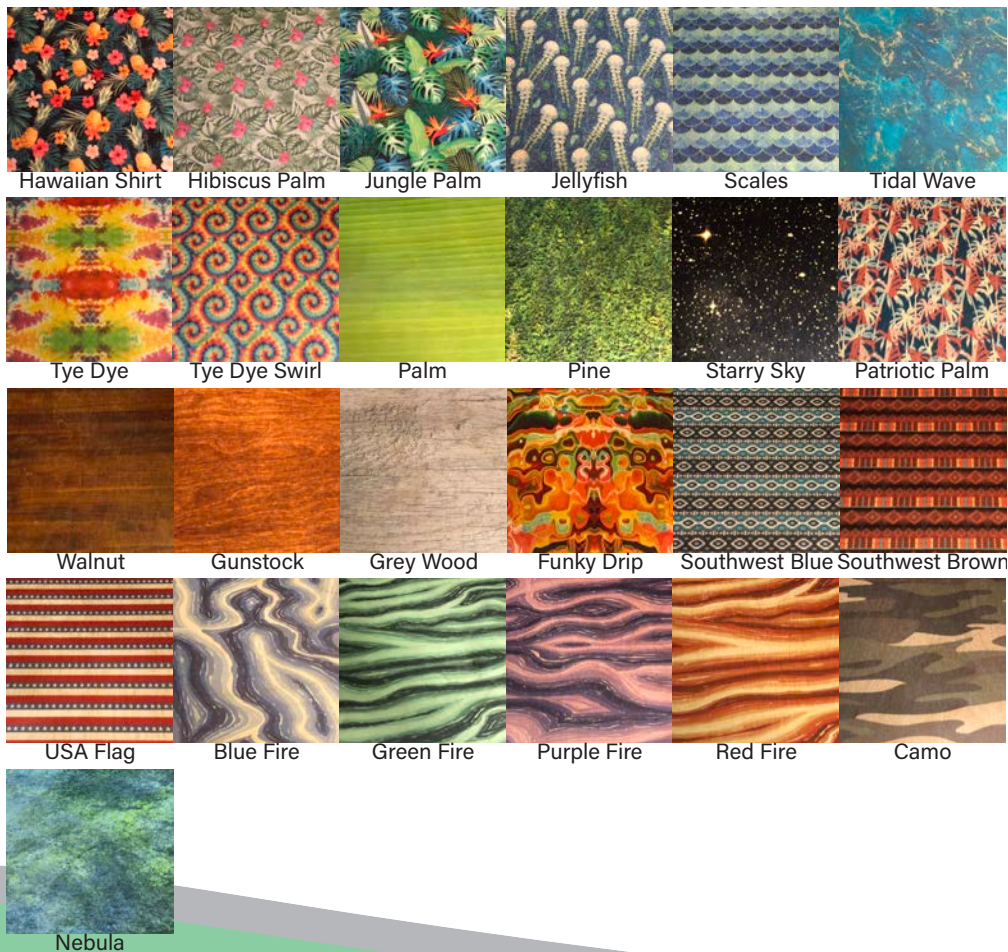 Hawaiian Shirt Hibiscus Palm Jungle Palm Jellyfish Scales Tidal Wave
Tye Dye Tye Dye Swirl Palm Pine Starry Sky Patriotic Palm
Walnut Gunstock Grey Wood Funky Drip Southwest Blue Southwest Brown
USA Flag Blue Fire Green Fire Purple Fire Red Fire Camo
Nebula